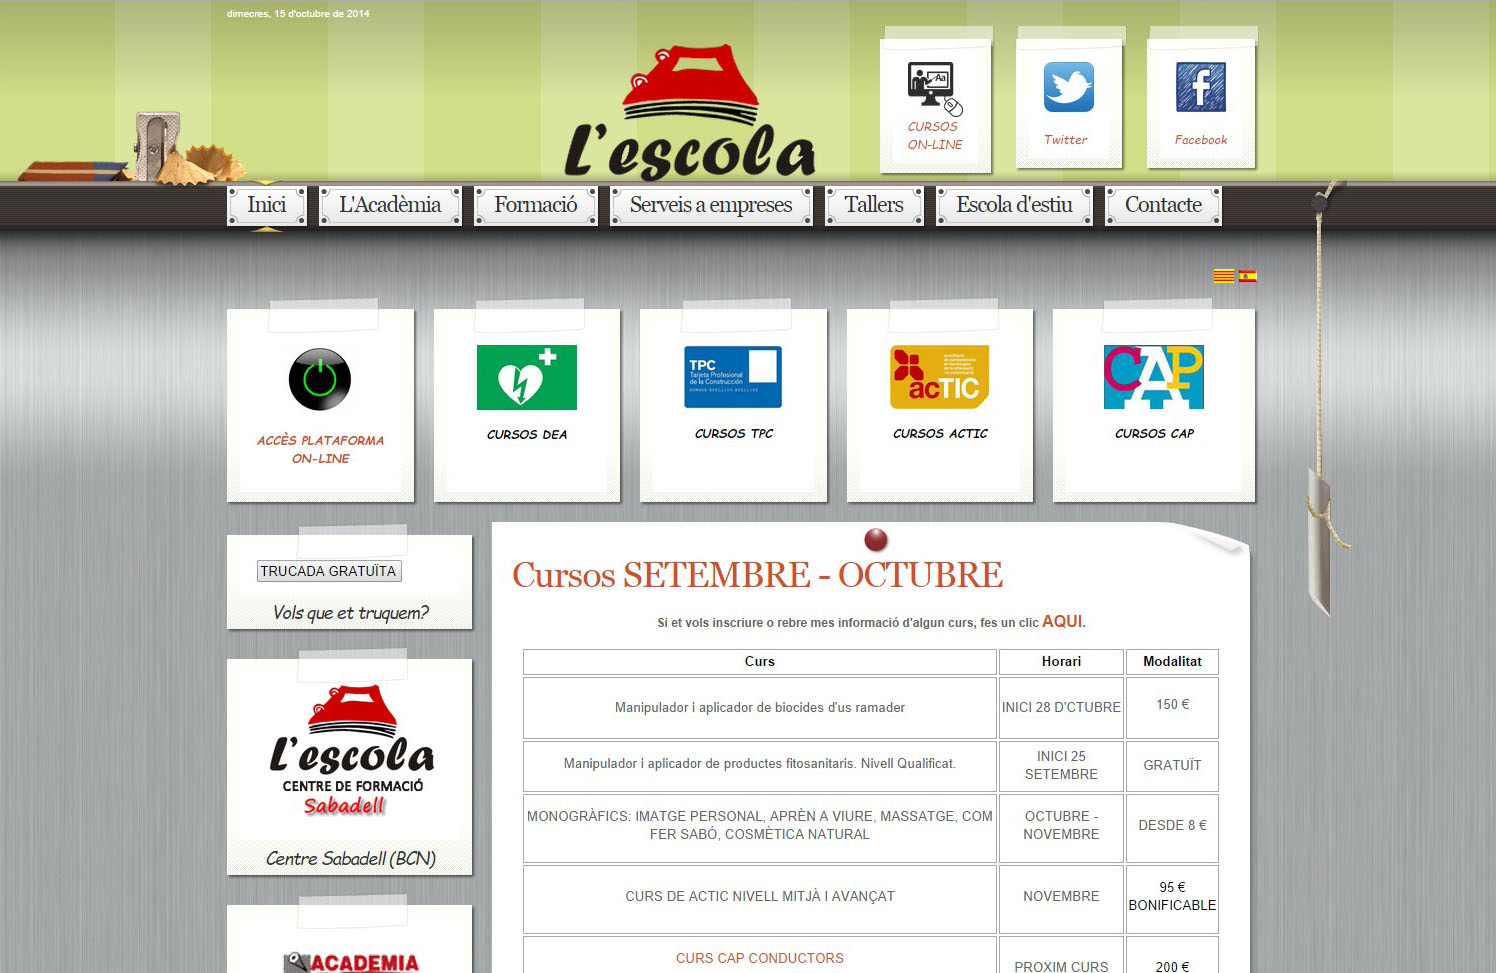 dimecres, 15 d'octubre de 2014
L'escola
Aa
CURSOS
ON-LINE
Twitter
Facebook
Inici
L'Acadèmia
Formació
Serveis a empreses
Tallers
Escola d'estiu
Contacte
ACCÈS PLATAFORMA
ON-LINE
CURSOS DEA
TPC
Tarjeta Profesional
de la Construcción
CURSOS TPC
acTIC
CURSOS ACTIC
CAP
CURSOS CAP
TRUCADA GRATUÏTA
Vols que et truquem?
L'escola
CENTRE DE FORMACIÓ
Sabadell
Centre Sabadell (BCN)
ACADEMIA
Cursos SETEMBRE - OCTUBRE
Si et vols inscriure o rebre mes informació d'algun curs, fes un clic AQUI.
Curs Horari Modalitat
Manipulador i aplicador de biocides d'us ramader INICI 28 D'CTUBRE 150 €
Manipulador i aplicador de productes fitosanitaris. Nivell Qualificat. INICI 25 GRATUÏT
SETEMBRE
MONOGRÀFICS: IMATGE PERSONAL, APRÈN A VIURE, MASSATGE, COM OCTUBRE - DESDE 8 €
FER SABÓ, COSMÈTICA NATURAL NOVEMBRE
CURS DE ACTIC NIVELL MITJÀ I AVANÇAT NOVEMBRE 95 €
BONIFICABLE
CURS CAP CONDUCTORS PROXIM CURS 200 €